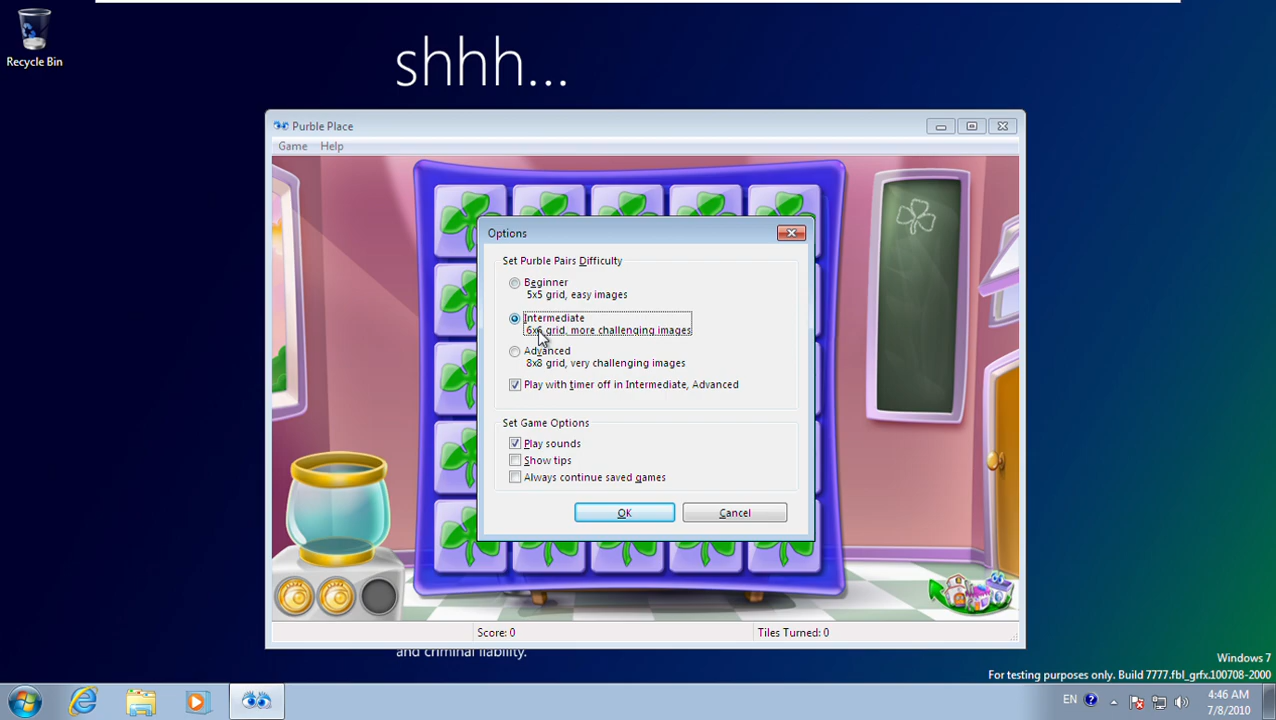 Recycle Bin
shhh...
Purble Place
Game Help
Options
Set Purble Pairs Difficulty
Beginner
5x5 grid, easy images
Intermediate
6x6 grid, more challenging images
Advanced
8x8 grid, very challenging images
Play with timer off in Intermediate, Advanced
Set Game Options
Play sounds
Show tips
Always continue saved games
OK Cancel
Score: 0 Tiles Turned: 0
and criminal liability.
Windows 7
For testing purposes only. Build 7777.fbl_grfx.100708-2000
EN
4:46 AM
7/8/2010